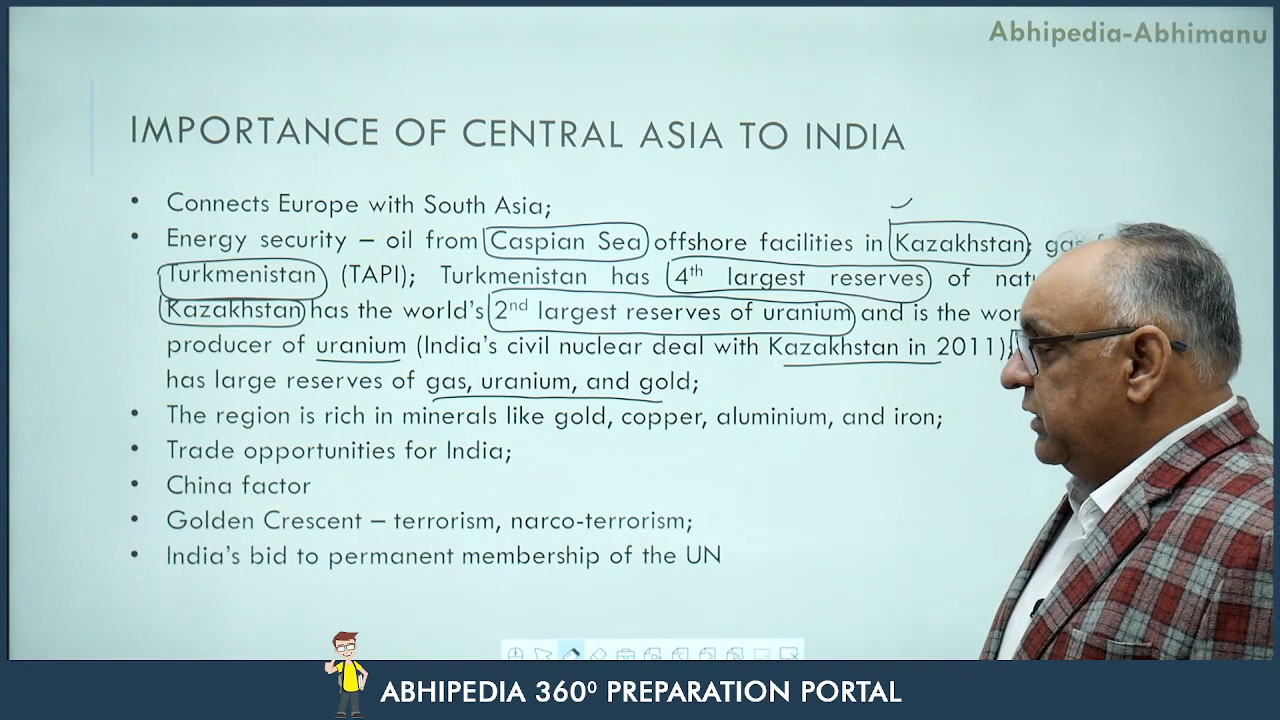 Abhipedia-Abhimanu
IMPORTANCE OF CENTRAL ASIA TO INDIA
• Connects Europe with South Asia;
• Energy security – oil from Caspian Sea offshore facilities in Kazakhstan; gas
Turkmenistan (TAPI); Turkmenistan has 4th largest reserves of
Kazakhstan has the world's 2nd largest reserves of uranium and is the
producer of uranium (India's civil nuclear deal with Kazakhstan in 2011);
has large reserves of gas, uranium, and gold;
• The region is rich in minerals like gold, copper, aluminium, and iron;
• Trade opportunities for India;
• China factor
• Golden Crescent – terrorism, narco-terrorism;
• India's bid to permanent membership of the UN
ABHIPEDIA 360⁰ PREPARATION PORTAL